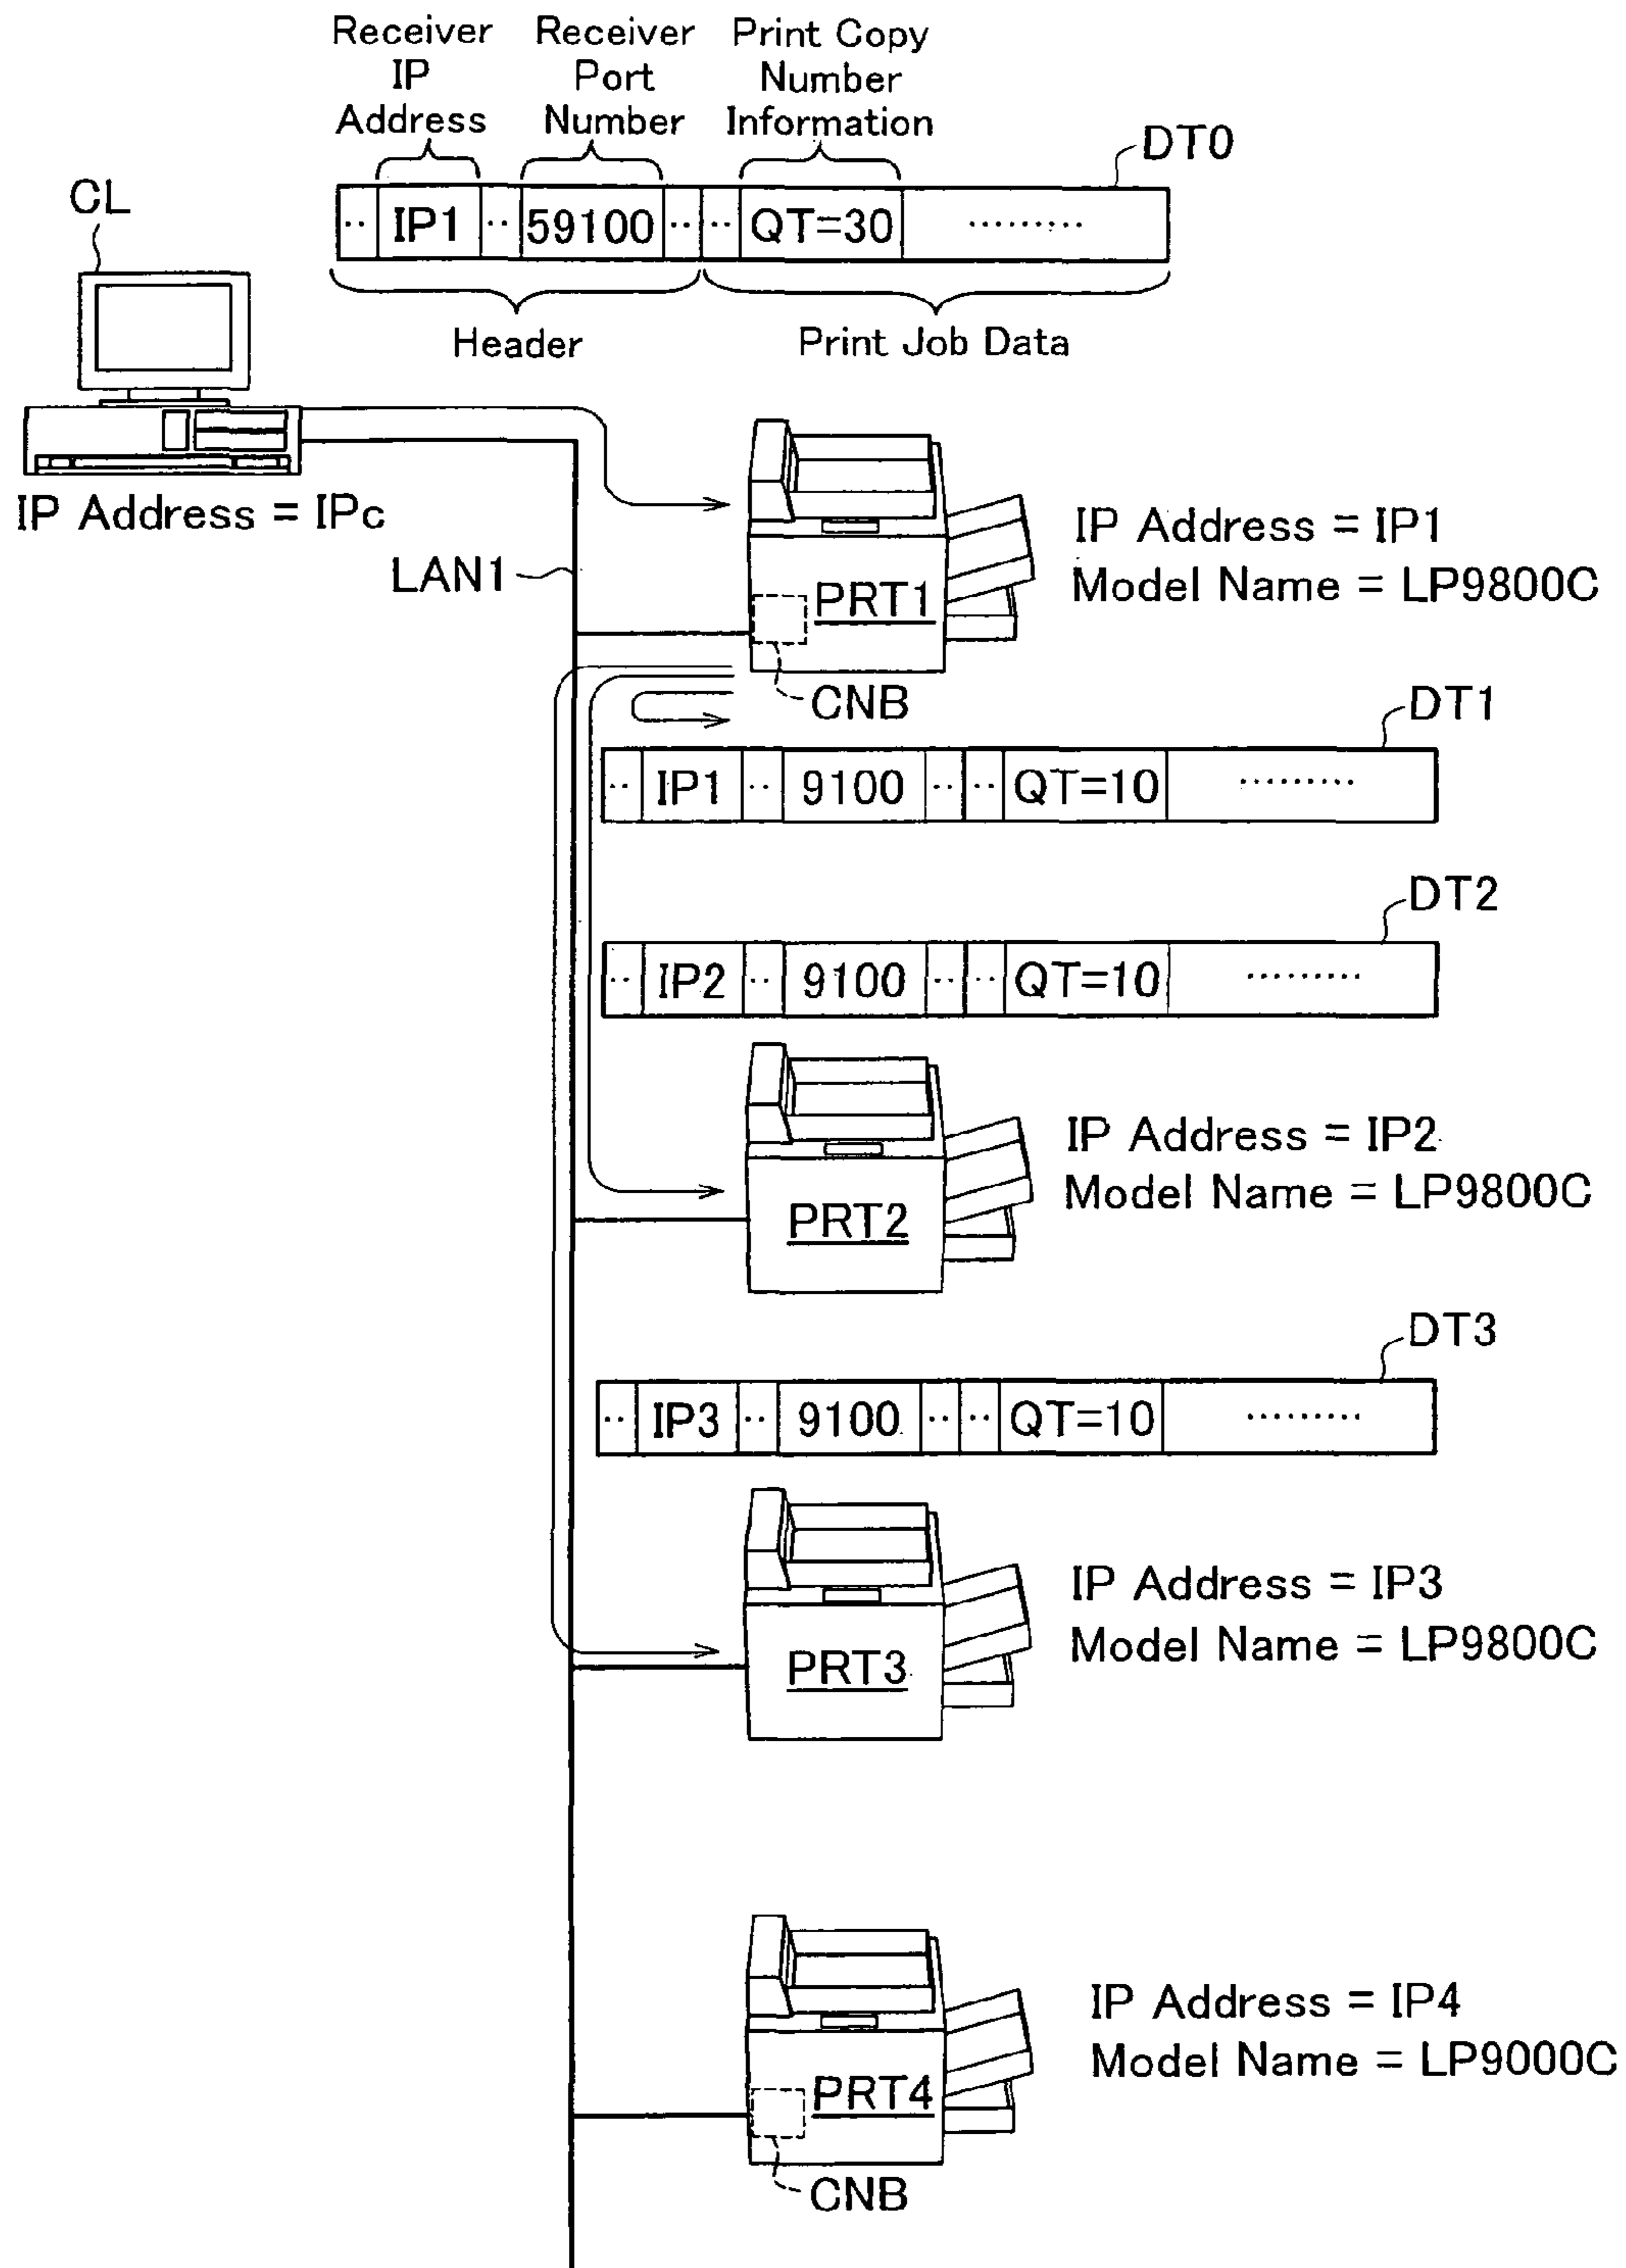 Receiver IP Address
Receiver Port Number
Print Copy Number Information
DT0
CL
·· IP1 ·· 59100 ·· ·· QT=30 ·········
Header
Print Job Data
IP Address = IPc
LAN1
PRT1
IP Address = IP1
Model Name = LP9800C
CNB
DT1
·· IP1 ·· 9100 ·· ·· QT=10 ·········
DT2
·· IP2 ·· 9100 ·· ·· QT=10 ·········
PRT2
IP Address = IP2
Model Name = LP9800C
DT3
·· IP3 ·· 9100 ·· ·· QT=10 ·········
PRT3
IP Address = IP3
Model Name = LP9800C
PRT4
IP Address = IP4
Model Name = LP9000C
CNB